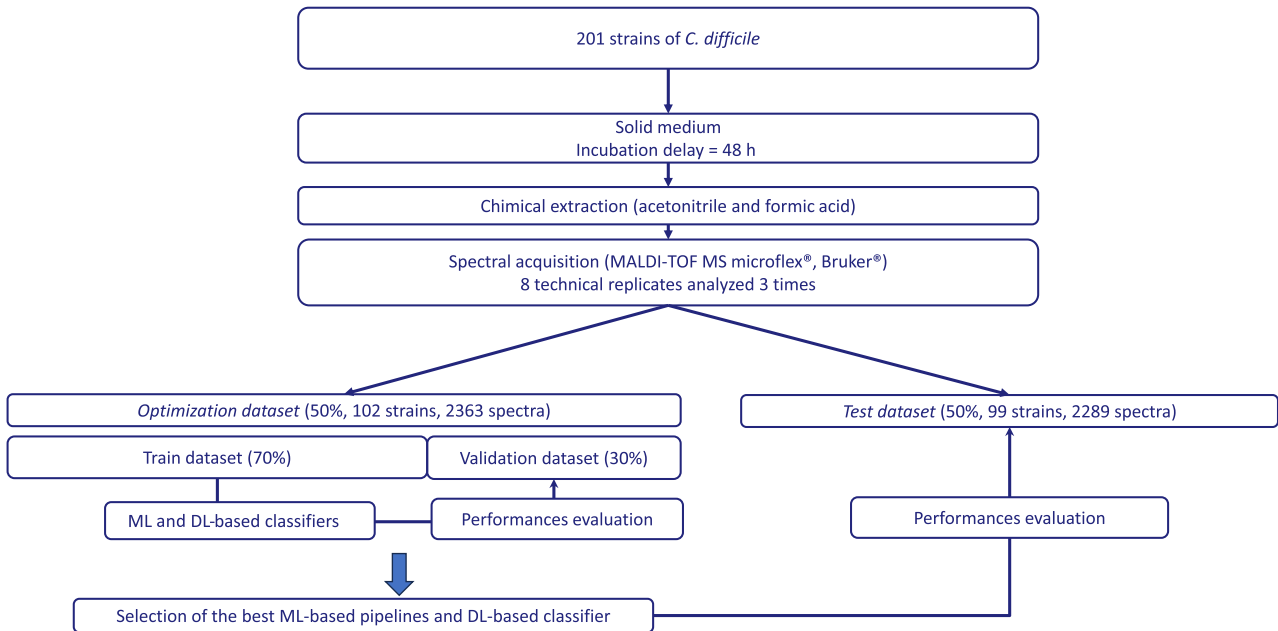 201 strains of C. difficile
Solid medium
Incubation delay = 48 h
Chimical extraction (acetonitrile and formic acid)
Spectral acquisition (MALDI-TOF MS microflex®, Bruker®)
8 technical replicates analyzed 3 times
Optimization dataset (50%, 102 strains, 2363 spectra)
Test dataset (50%, 99 strains, 2289 spectra)
Train dataset (70%)
Validation dataset (30%)
ML and DL-based classifiers
Performances evaluation
Performances evaluation
Selection of the best ML-based pipelines and DL-based classifier